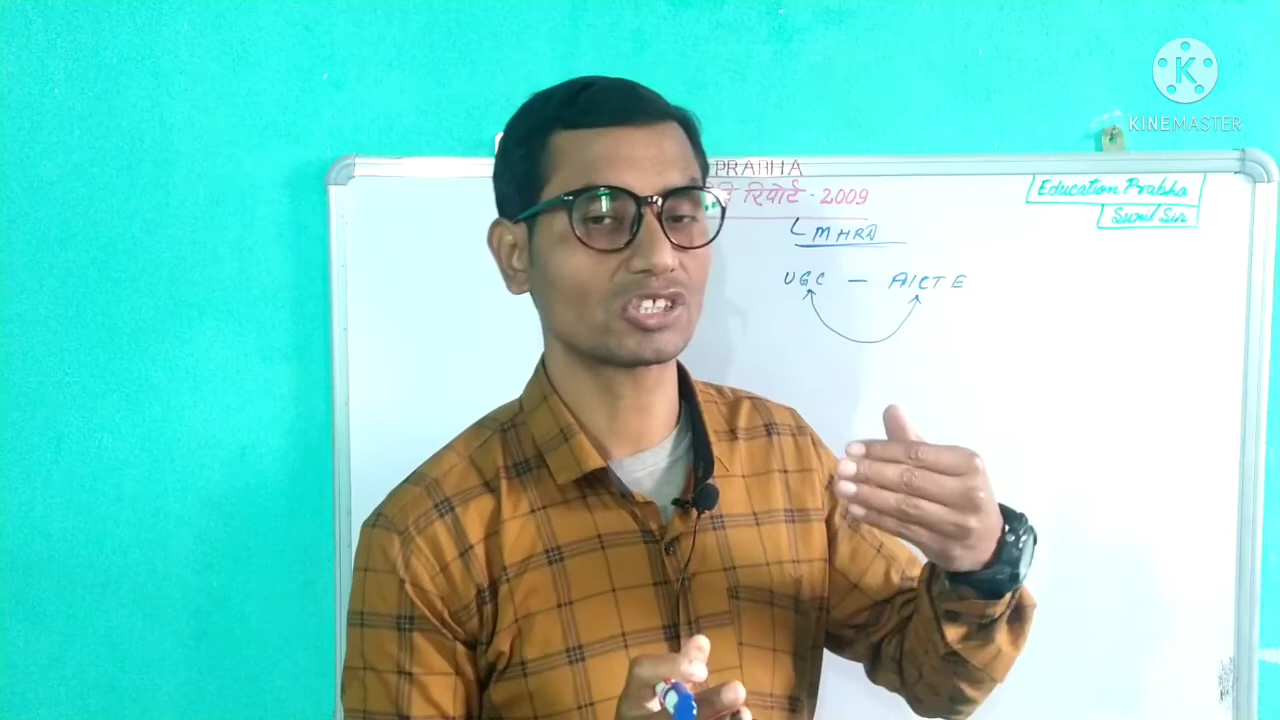 PRABHA
रिपोर्ट - 2009
MHRD
UGC — AICTE
Education Prabha
Sunil Sir
KINEMASTER